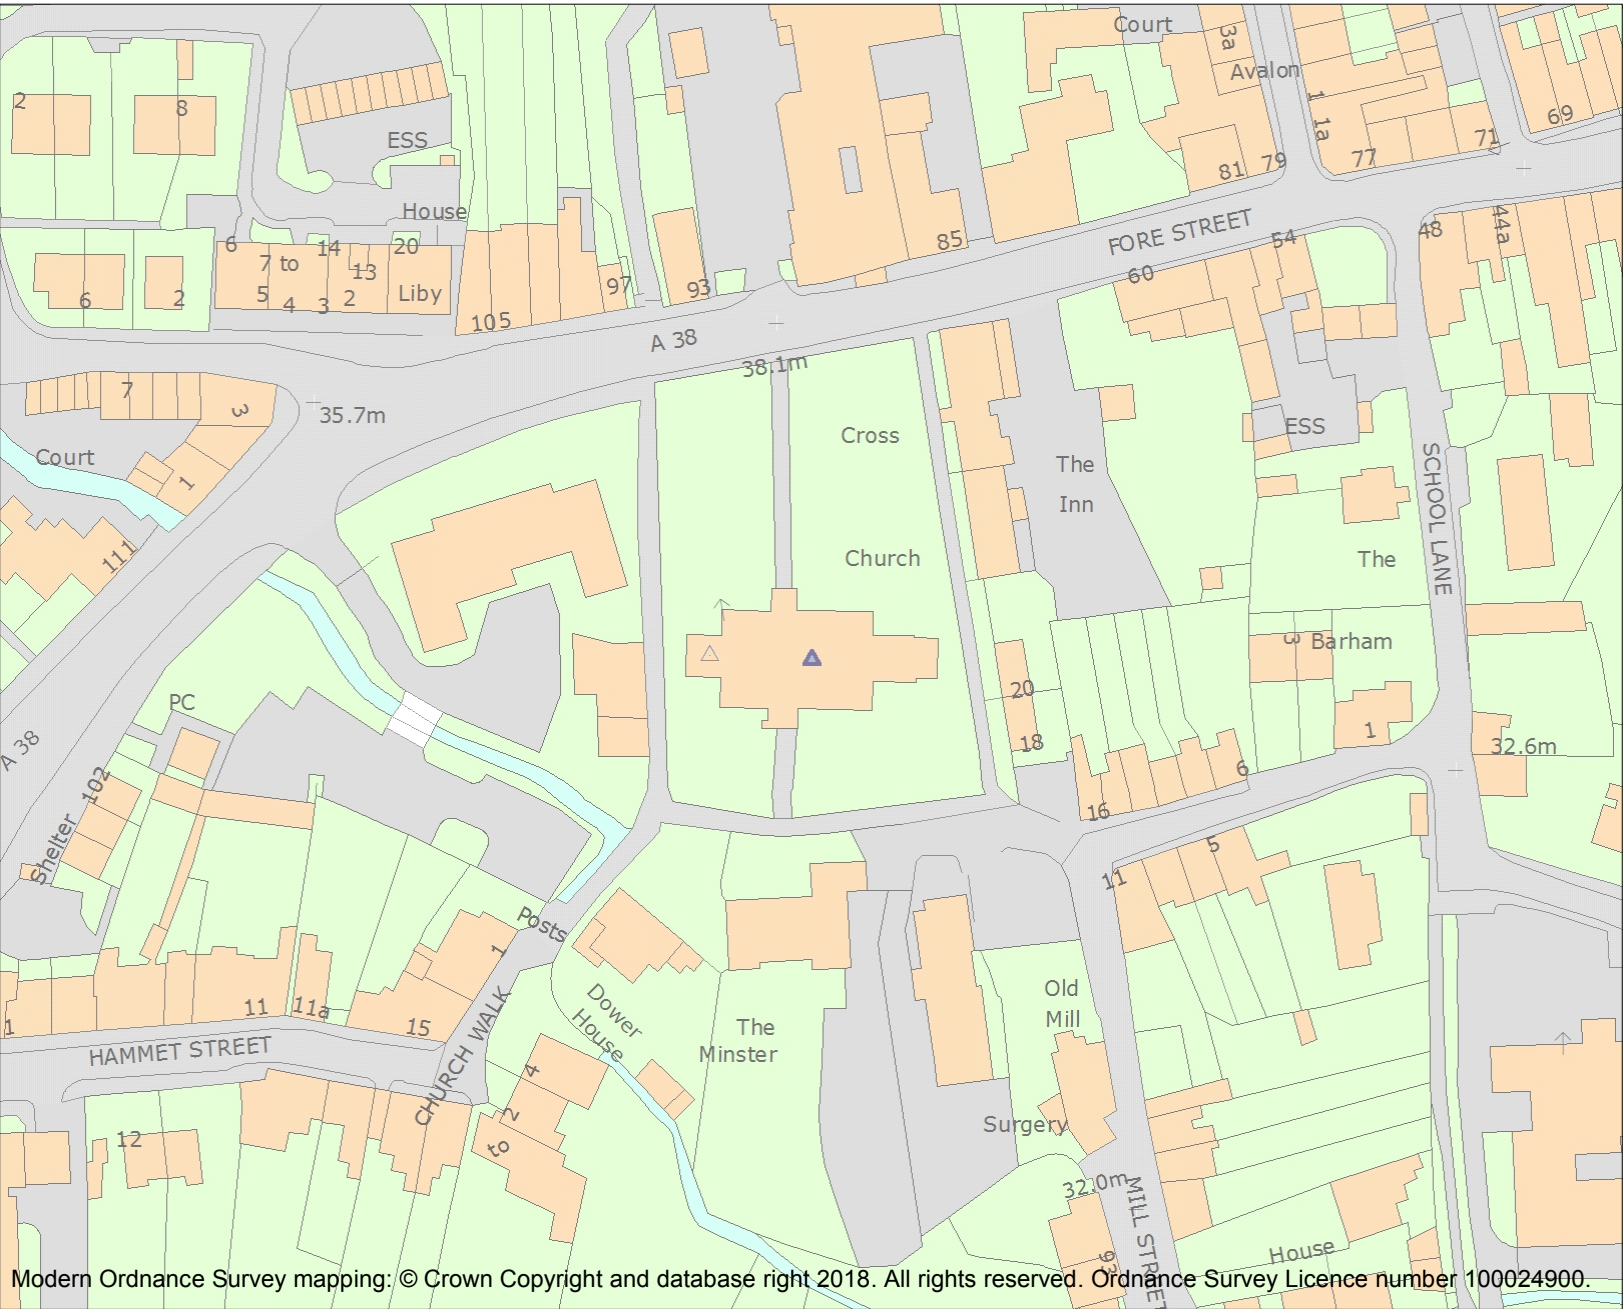 Court
3a
Avalon
2
8
1
1a
69
ESS
71
77
81
79
House
6
14
20
7 to
13
5
4
3
2
Liby
6
2
FORE STREET
85
54
48
44a
60
97
93
105
A 38
38.1m
7
3
35.7m
Cross
ESS
Court
1
The
Inn
SCHOOL LANE
111
Church
The
3
Barham
20
18
1
32.6m
PC
A 38
102
Shelter
6
16
5
11
Posts
1
CHURCH WALK
Dower
House
Old
Mill
1
11
11a
15
The
Minster
HAMMET STREET
4
2
to
12
Surgery
32.0m
MILL STREET
93
House
Modern Ordnance Survey mapping: © Crown Copyright and database right 2018. All rights reserved. Ordnance Survey Licence number 100024900.